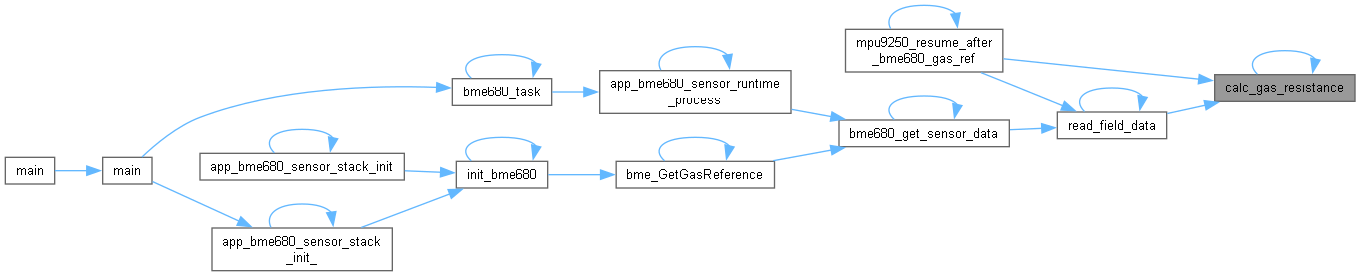 mpu9250_resume_after
_bme680_gas_ref
calc_gas_resistance
bme680_task
app_bme680_sensor_runtime
_process
read_field_data
bme680_get_sensor_data
main
main
app_bme680_sensor_stack_init
init_bme680
bme_GetGasReference
app_bme680_sensor_stack
_init_